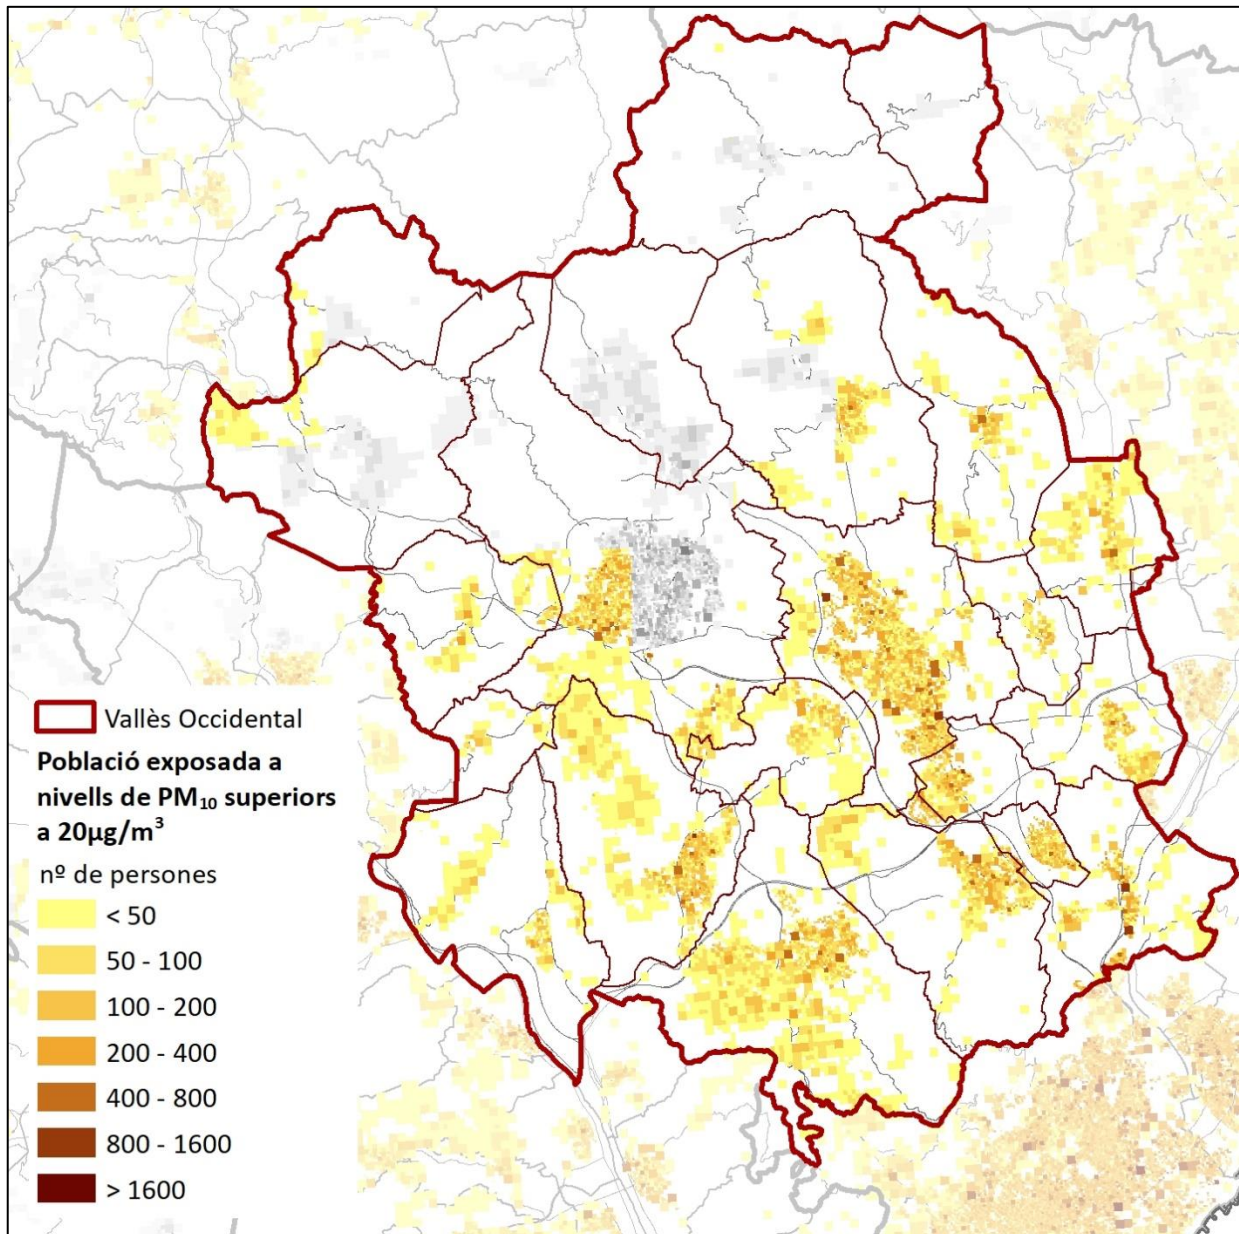 Vallès Occidental
Població exposada a
nivells de PM₁₀ superiors
a 20µg/m³
nº de persones
< 50
50 - 100
100 - 200
200 - 400
400 - 800
800 - 1600
> 1600